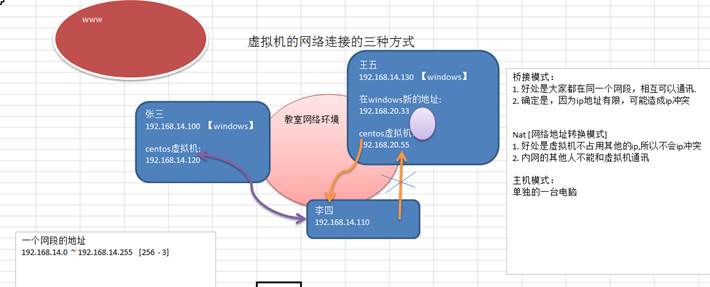 www
虚拟机的网络连接的三种方式
王五
192.168.14.130 【windows】
在windows新的地址:
192.168.20.33
centos虚拟机
192.168.20.55
张三
192.168.14.100 【windows】
centos虚拟机:
192.168.14.120
教室网络环境
李四
192.168.14.110
桥接模式：
1. 好处是大家都在同一个网段，相互可以通讯.
2. 确定是，因为ip地址有限，可能造成ip冲突
Nat [网络地址转换模式]
1. 好处是虚拟机不占用其他的ip,所以不会ip冲突
2. 内网的其他人不能和虚拟机通讯
主机模式：
单独的一台电脑
一个网段的地址
192.168.14.0 ~ 192.168.14.255 [256 - 3]